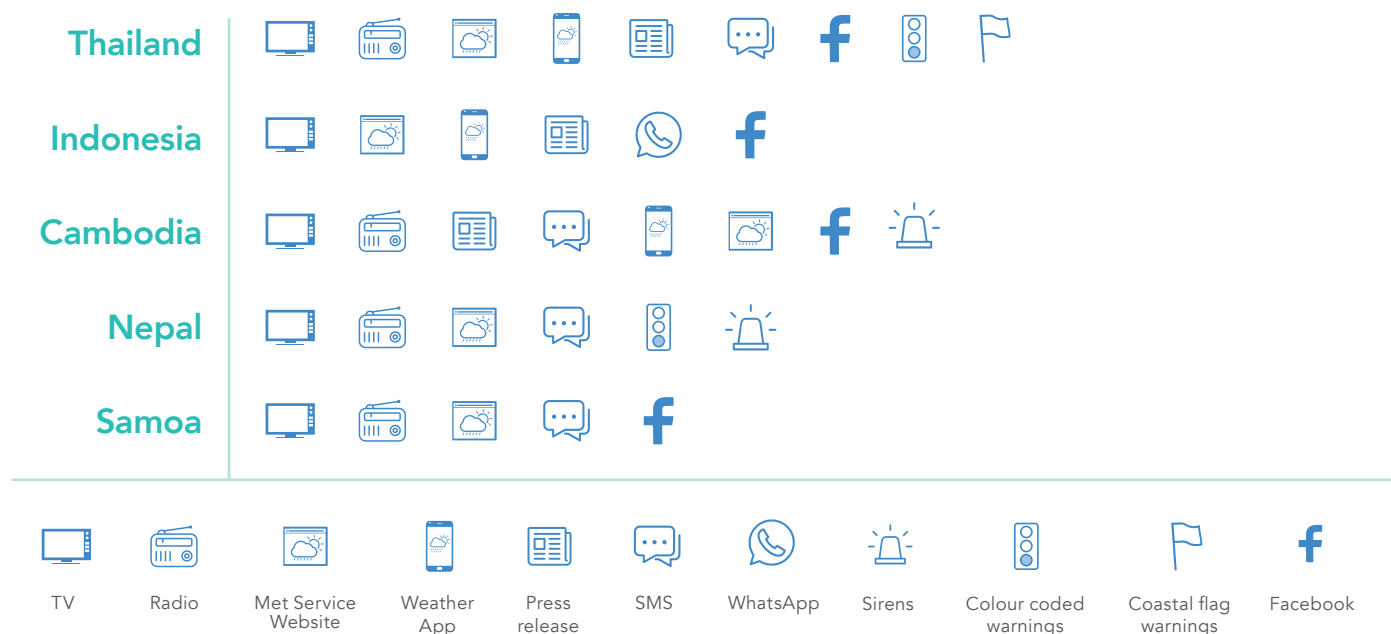 Thailand
Indonesia
Cambodia
Nepal
Samoa
TV
Radio
Met Service
Website
Weather
App
Press
release
SMS
WhatsApp
Sirens
Colour coded
warnings
Coastal flag
warnings
Facebook